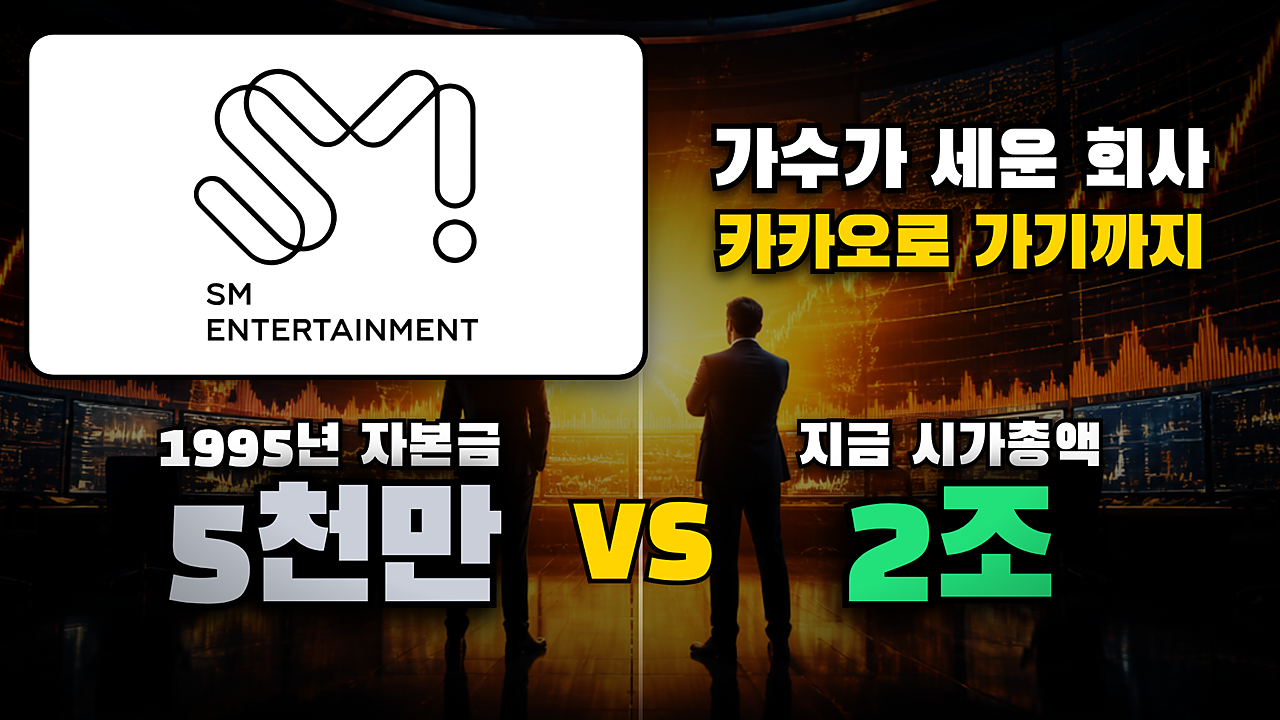 SM!
SM
ENTERTAINMENT
가수가 세운 회사
카카오로 가기까지
1995년 자본금
5천만
VS
지금 시가총액
2조